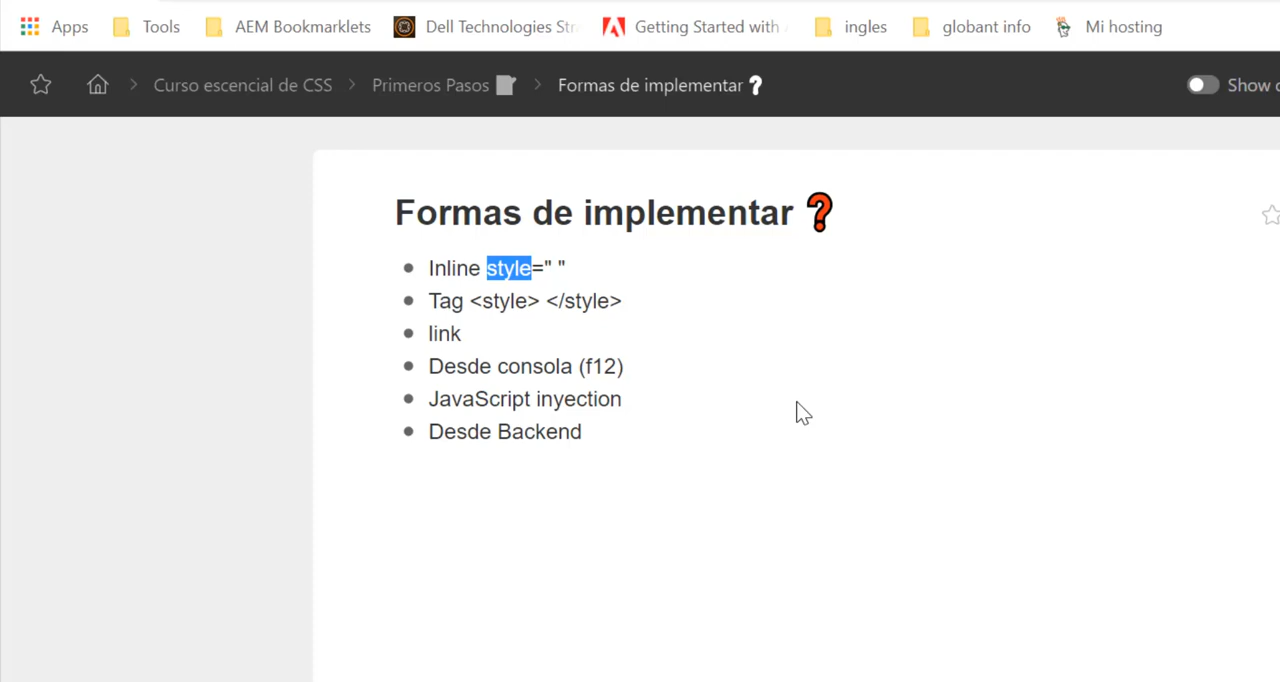 Apps Tools AEM Bookmarklets Dell Technologies Str Getting Started with ingles globant info Mi hosting
Curso escencial de CSS > Primeros Pasos > Formas de implementar ❓ Show
Formas de implementar ❓
Inline style=" "
Tag <style> </style>
link
Desde consola (f12)
JavaScript inyection
Desde Backend